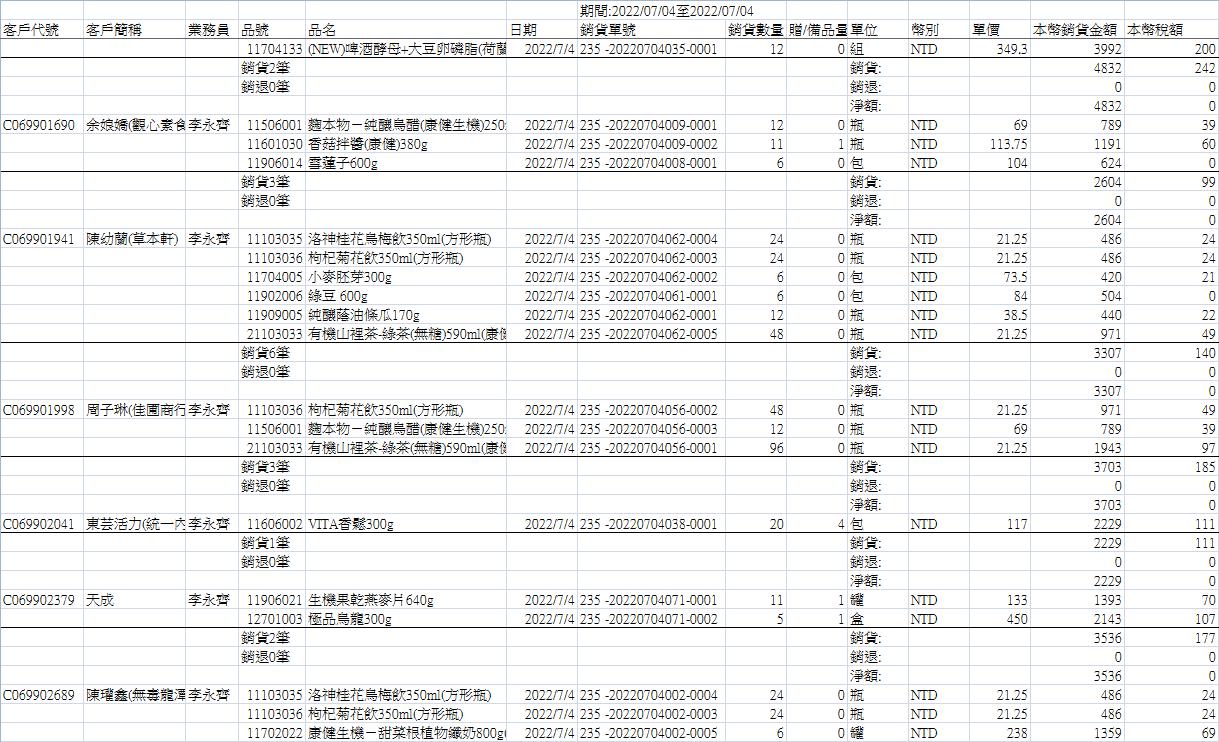 期間:2022/07/04至2022/07/04
客戶代號 客戶簡稱 業務員 品號 品名 日期 銷貨單號 銷貨數量 贈/備品量 單位 幣別 單價 本幣銷貨金額 本幣稅額
11704133 (NEW)啤酒酵母+大豆卵磷脂(荷蘭 2022/7/4 235 -20220704035-0001 12 0 組 NTD 349.3 3992 200
銷貨2筆 銷貨: 4832 242
銷退0筆 銷退: 0 0
淨額: 4832 0
C069901690 余娘嬌(觀心素食 李永齊 11506001 麴本物－純釀烏醋(康健生機)250 2022/7/4 235 -20220704009-0001 12 0 瓶 NTD 69 789 39
11601030 香菇拌醬(康健)380g 2022/7/4 235 -20220704009-0002 11 1 瓶 NTD 113.75 1191 60
11906014 雪蓮子600g 2022/7/4 235 -20220704008-0001 6 0 包 NTD 104 624 0
銷貨3筆 銷貨: 2604 99
銷退0筆 銷退: 0 0
淨額: 2604 0
C069901941 陳幼蘭(草本軒) 李永齊 11103035 洛神桂花烏梅飲350ml(方形瓶) 2022/7/4 235 -20220704062-0004 24 0 瓶 NTD 21.25 486 24
11103036 枸杞菊花飲350ml(方形瓶) 2022/7/4 235 -20220704062-0003 24 0 瓶 NTD 21.25 486 24
11704005 小麥胚芽300g 2022/7/4 235 -20220704062-0002 6 0 包 NTD 73.5 420 21
11902006 綠豆 600g 2022/7/4 235 -20220704061-0001 6 0 包 NTD 84 504 0
11909005 純釀蔭油條瓜170g 2022/7/4 235 -20220704062-0001 12 0 瓶 NTD 38.5 440 22
21103033 有機山裡茶-綠茶(無糖)590ml(康健 2022/7/4 235 -20220704062-0005 48 0 瓶 NTD 21.25 971 49
銷貨6筆 銷貨: 3307 140
銷退0筆 銷退: 0 0
淨額: 3307 0
C069901998 周子琳(佳圃商行 李永齊 11103036 枸杞菊花飲350ml(方形瓶) 2022/7/4 235 -20220704056-0002 48 0 瓶 NTD 21.25 971 49
11506001 麴本物－純釀烏醋(康健生機)250 2022/7/4 235 -20220704056-0003 12 0 瓶 NTD 69 789 39
21103033 有機山裡茶-綠茶(無糖)590ml(康健 2022/7/4 235 -20220704056-0001 96 0 瓶 NTD 21.25 1943 97
銷貨3筆 銷貨: 3703 185
銷退0筆 銷退: 0 0
淨額: 3703 0
C069902041 東芸活力(統一內 李永齊 11606002 VITA香鬆300g 2022/7/4 235 -20220704038-0001 20 4 包 NTD 117 2229 111
銷貨1筆 銷貨: 2229 111
銷退0筆 銷退: 0 0
淨額: 2229 0
C069902379 天成 李永齊 11906021 生機果乾燕麥片640g 2022/7/4 235 -20220704071-0001 11 1 罐 NTD 133 1393 70
12701003 極品烏龍300g 2022/7/4 235 -20220704071-0002 5 1 盒 NTD 450 2143 107
銷貨2筆 銷貨: 3536 177
銷退0筆 銷退: 0 0
淨額: 3536 0
C069902689 陳瓘鑫(無毒龍潭 李永齊 11103035 洛神桂花烏梅飲350ml(方形瓶) 2022/7/4 235 -20220704002-0004 24 0 瓶 NTD 21.25 486 24
11103036 枸杞菊花飲350ml(方形瓶) 2022/7/4 235 -20220704002-0003 24 0 瓶 NTD 21.25 486 24
11702022 康健生機－甜菜根植物纖奶800g 2022/7/4 235 -20220704002-0005 6 0 罐 NTD 238 1359 69